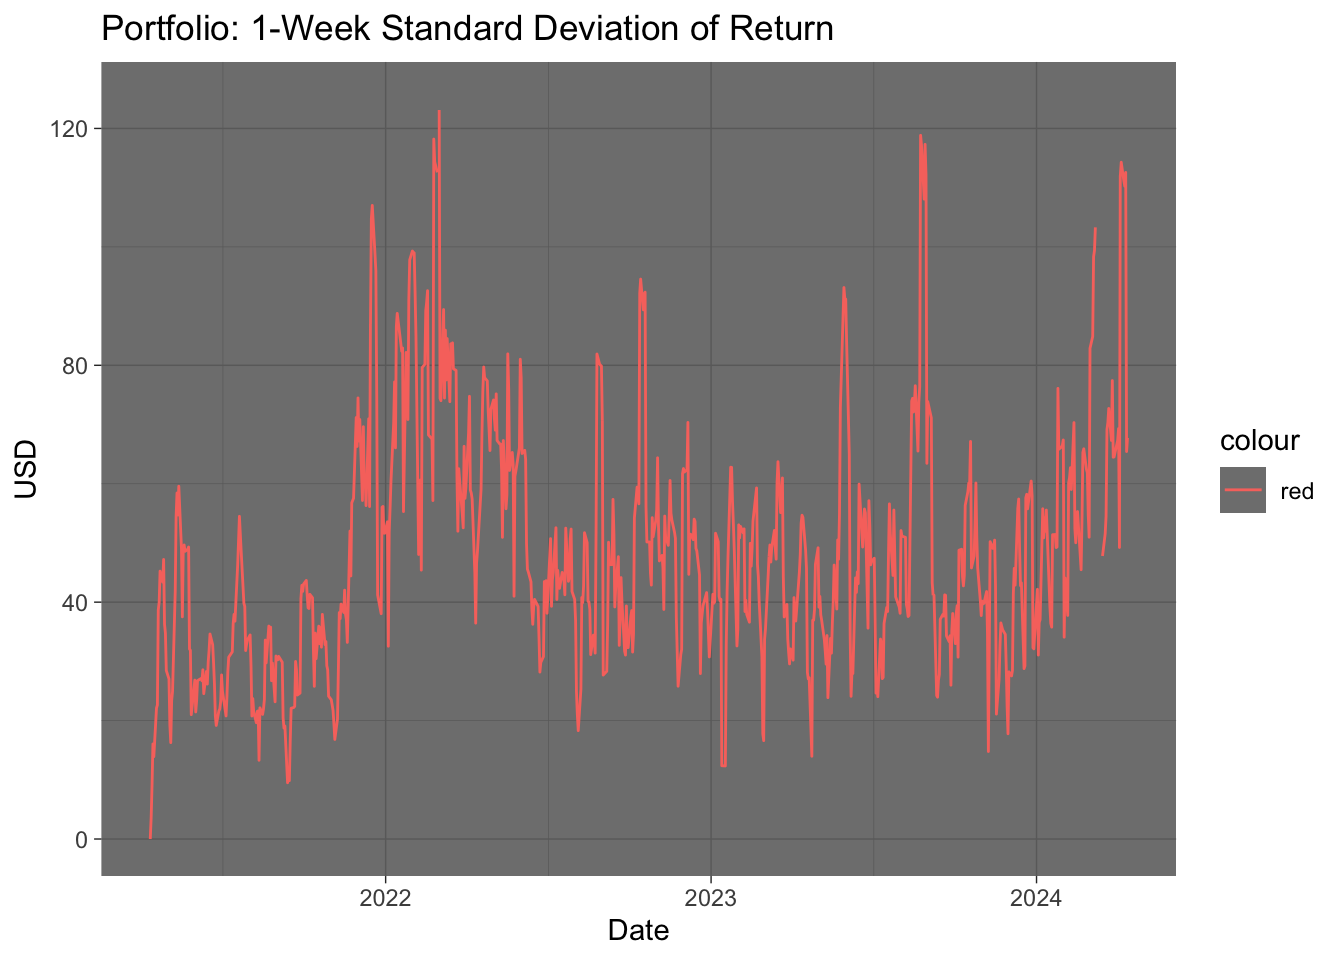 Portfolio: 1-Week Standard Deviation of Return
120
80
40
0
USD
2022
2023
2024
Date
colour
red